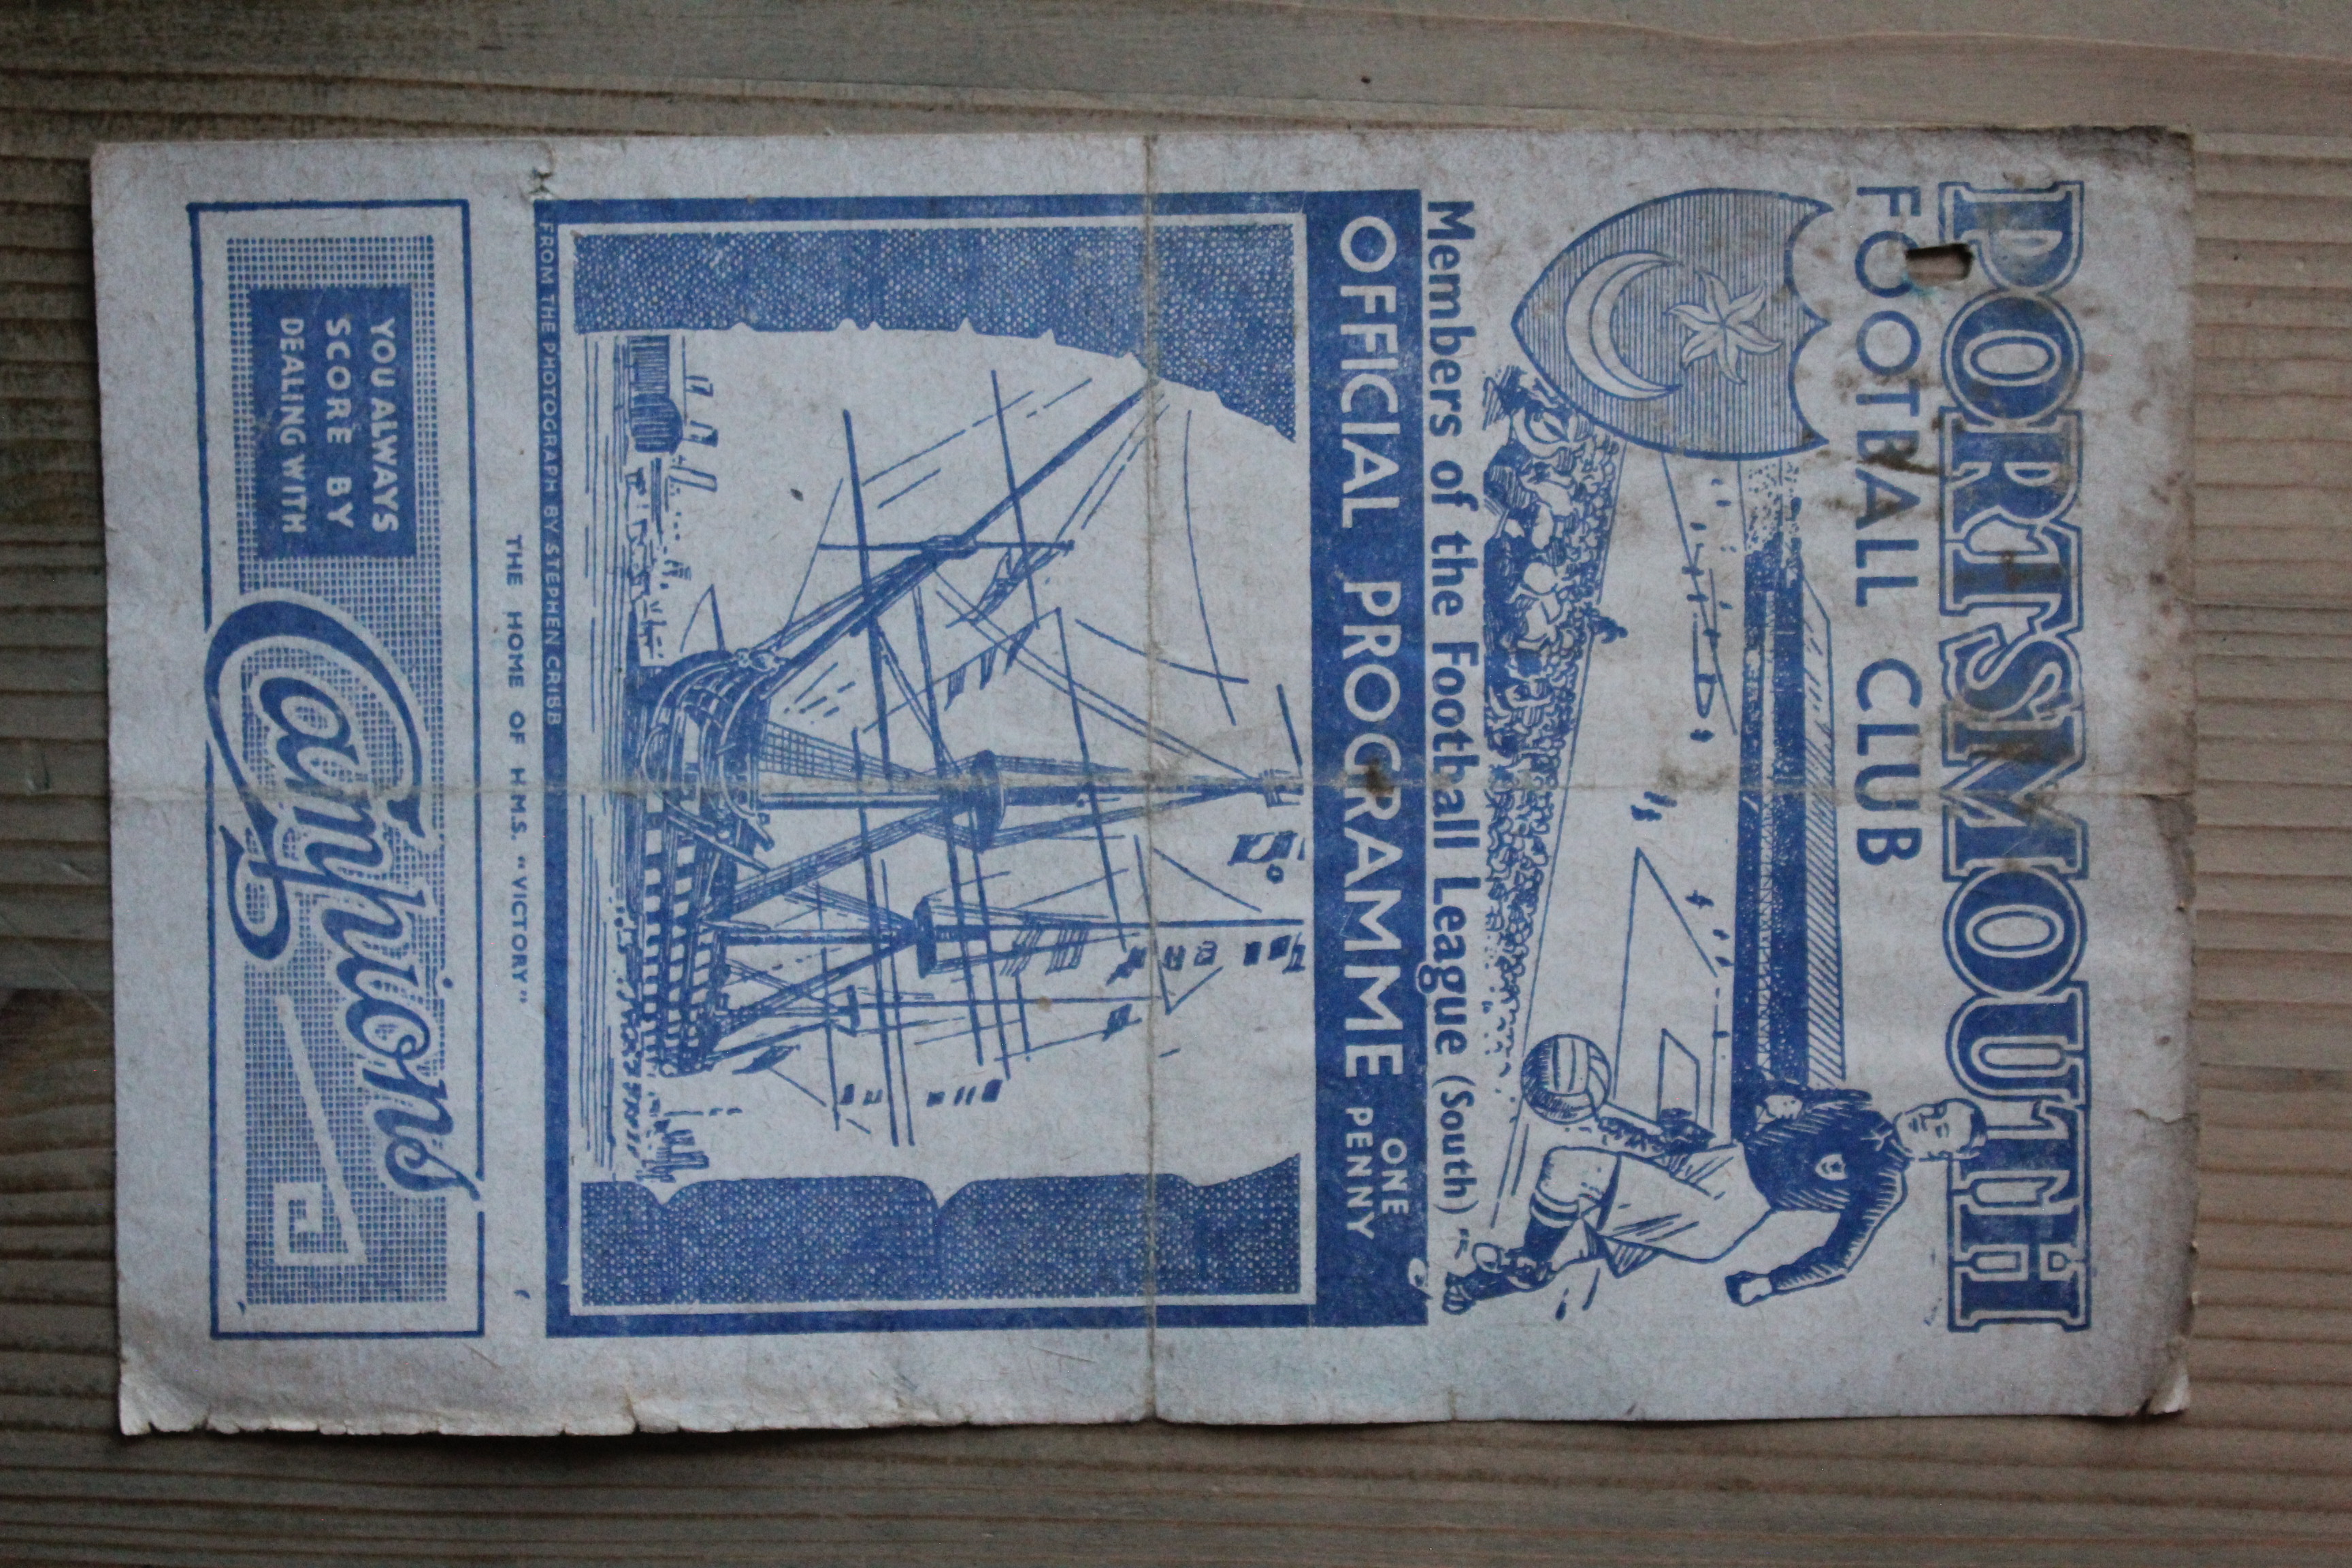 PORTSMOUTH
FOOTBALL CLUB
Members of the Football League (South)
OFFICIAL PROGRAMME ONE PENNY
FROM THE PHOTOGRAPH BY STEPHEN CRIBB
THE HOME OF H.M.S. "VICTORY"
YOU ALWAYS
SCORE BY
DEALING WITH
Campions